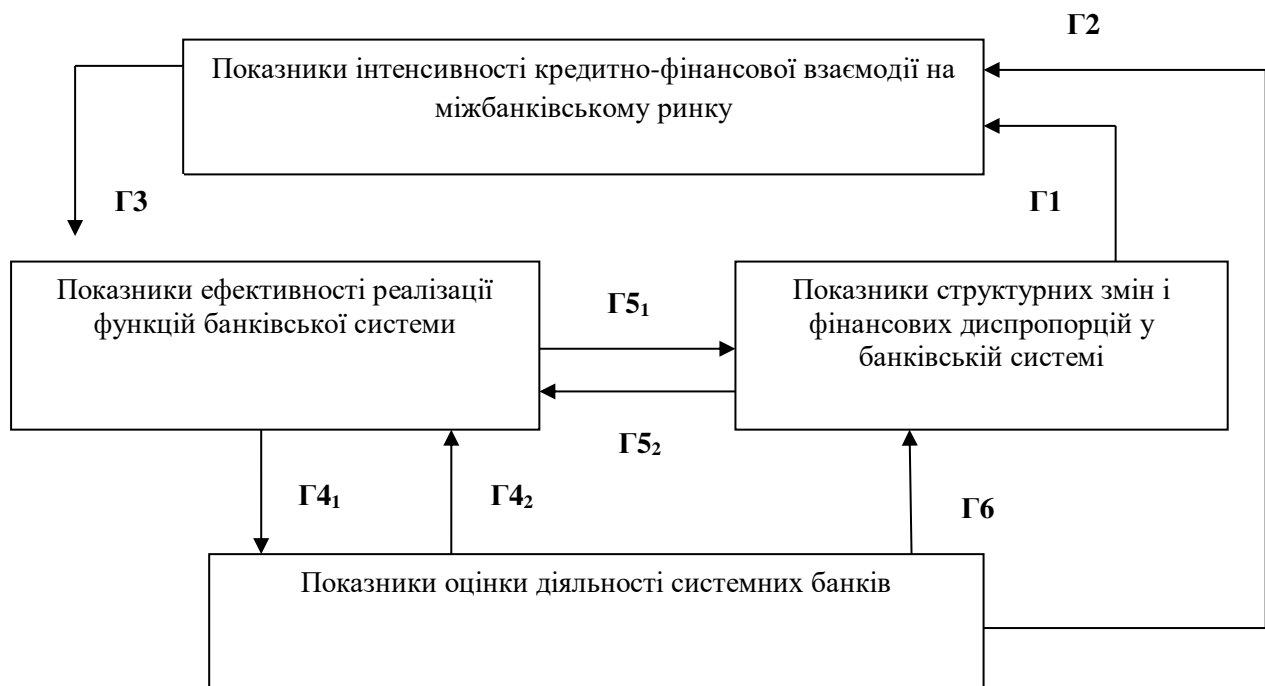 Г2
Показники інтенсивності кредитно-фінансової взаємодії на
міжбанківському ринку
Г3
Г1
Показники ефективності реалізації
функцій банківської системи
Г5₁
Показники структурних змін і
фінансових диспропорцій у
банківській системі
Г5₂
Г4₁
Г4₂
Г6
Показники оцінки діяльності системних банків